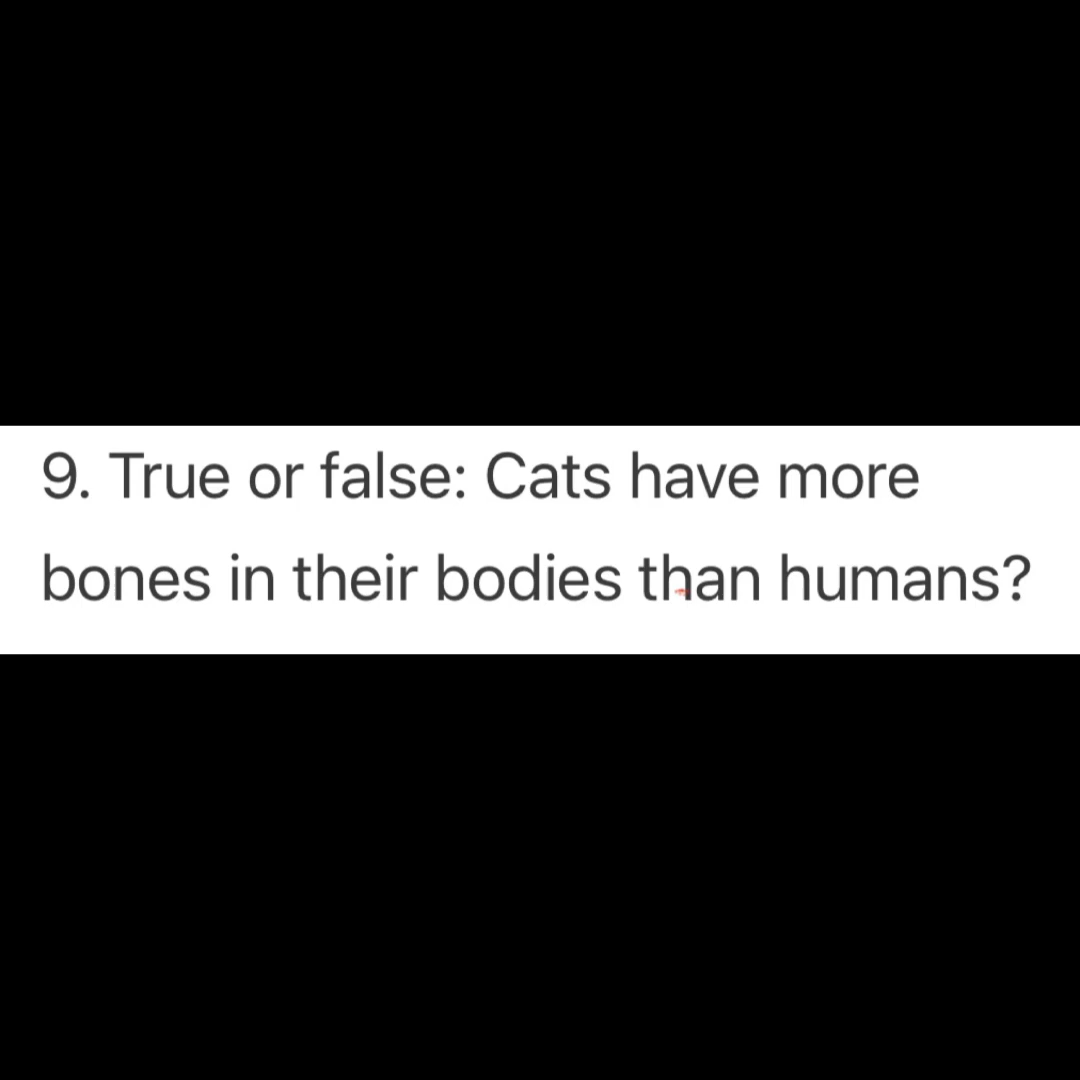 9. True or false: Cats have more
bones in their bodies than humans?